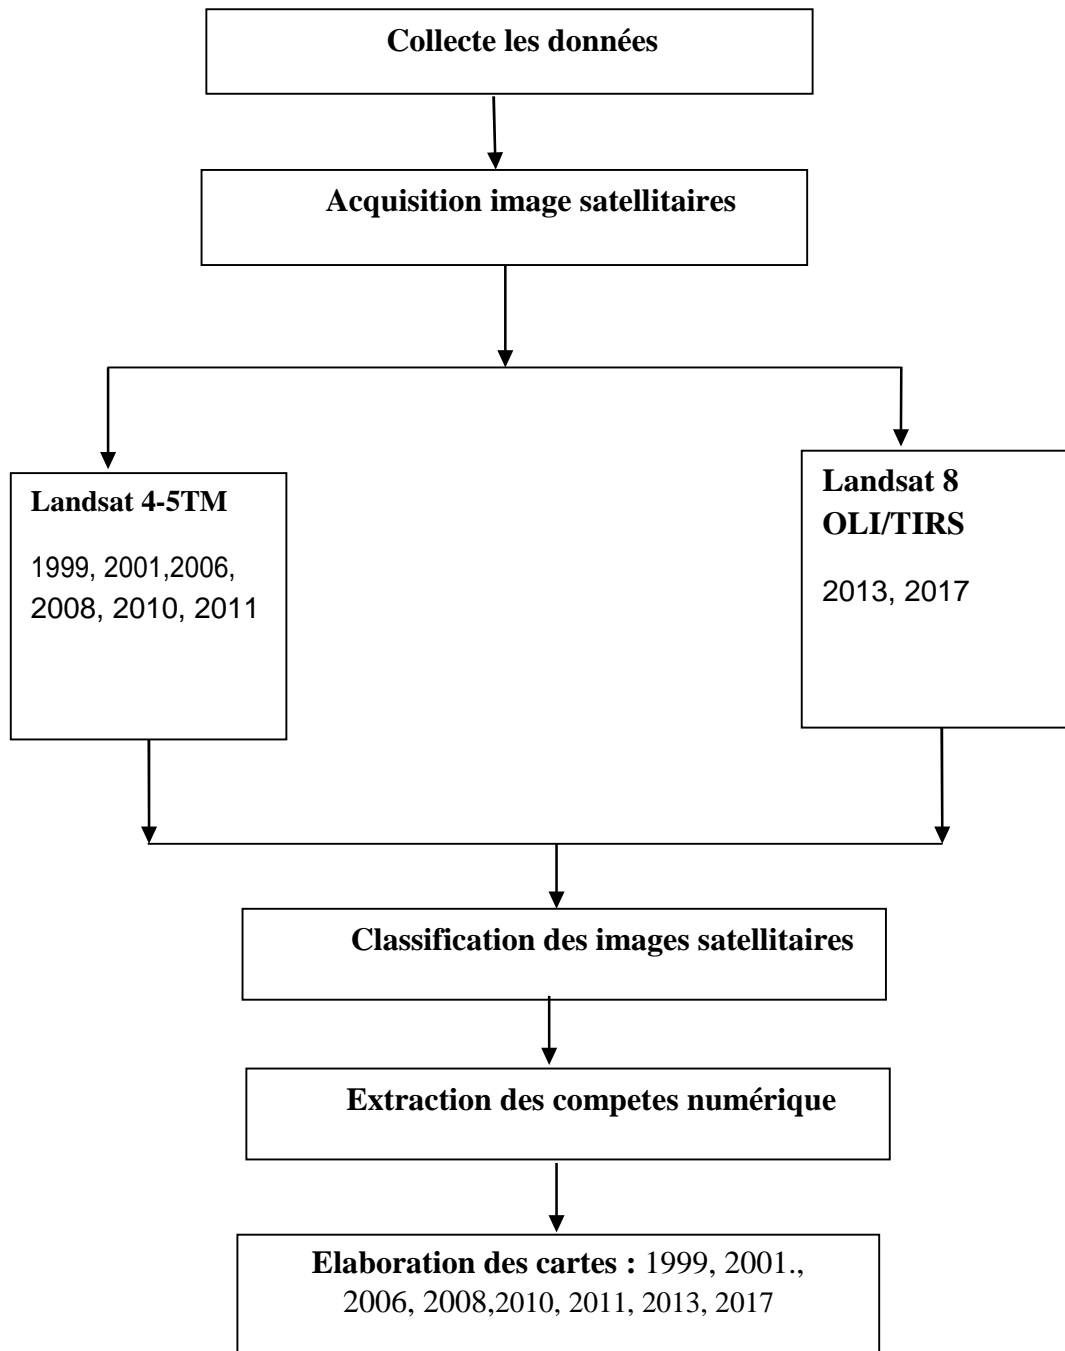 Collecte les données
Acquisition image satellitaires
Landsat 4-5TM
1999, 2001,2006,
2008, 2010, 2011
Landsat 8
OLI/TIRS
2013, 2017
Classification des images satellitaires
Extraction des competes numérique
Elaboration des cartes : 1999, 2001.,
2006, 2008,2010, 2011, 2013, 2017